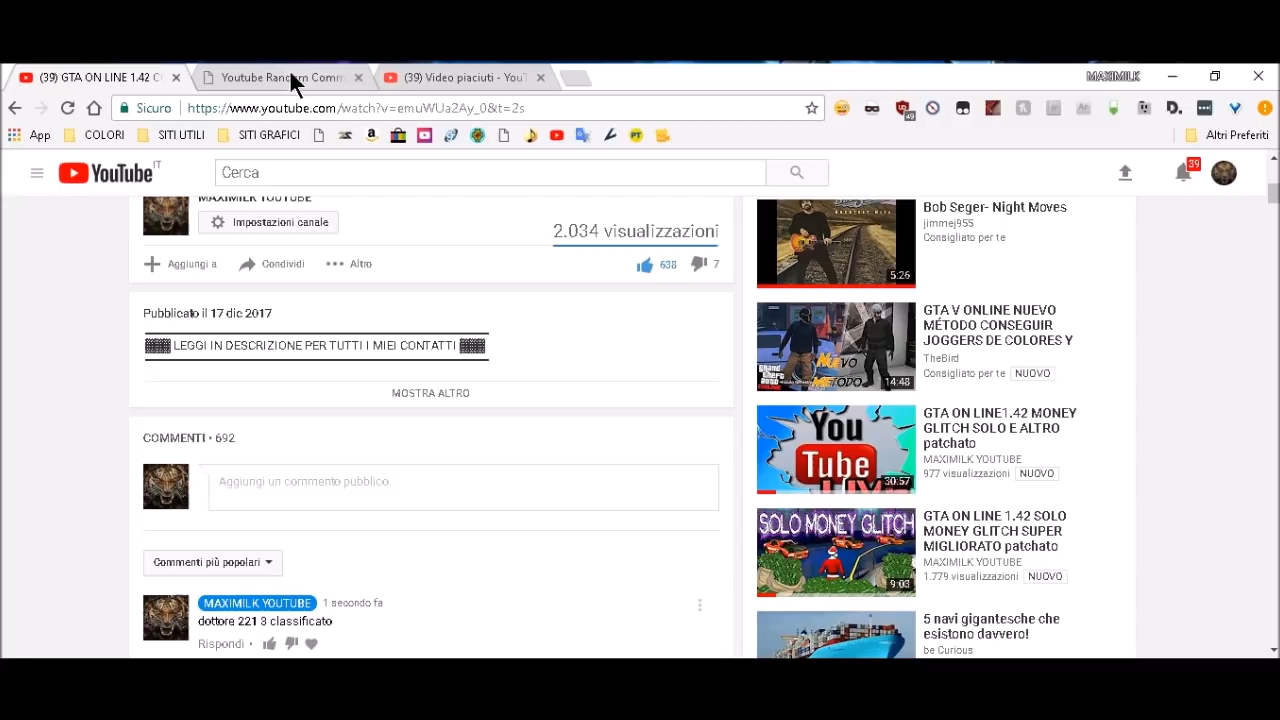 (39) GTA ON LINE 1.42 C
Youtube Random Comm
(39) Video piaciuti - YouT
MAXIMILK
Sicuro
https://www.youtube.com/watch?v=emuWUa2Ay_0&t=2s
49
App
COLORI
SITI UTILI
SITI GRAFICI
Altri Preferiti
YouTube IT
Cerca
39
MAXIMILK YOUTUBE
Impostazioni canale
2.034 visualizzazioni
Aggiungi a
Condividi
Altro
638
7
Pubblicato il 17 dic 2017
▓▓▓ LEGGI IN DESCRIZIONE PER TUTTI I MIEI CONTATTI ▓▓▓
MOSTRA ALTRO
COMMENTI • 692
Aggiungi un commento pubblico.
Commenti più popolari
MAXIMILK YOUTUBE 1 secondo fa
dottore 221 3 classificato
Rispondi •
GREATEST HITS
5:26
Bob Seger- Night Moves
jimmej955
Consigliato per te
NUEVO
METODO
14:48
GTA V ONLINE NUEVO
MÉTODO CONSEGUIR
JOGGERS DE COLORES Y
TheBird
Consigliato per te NUOVO
You
Tube
LIVE
30:57
GTA ON LINE1.42 MONEY
GLITCH SOLO E ALTRO
patchato
MAXIMILK YOUTUBE
977 visualizzazioni NUOVO
SOLO MONEY GLITCH
9:03
GTA ON LINE 1.42 SOLO
MONEY GLITCH SUPER
MIGLIORATO patchato
MAXIMILK YOUTUBE
1.779 visualizzazioni NUOVO
5 navi gigantesche che
esistono davvero!
be Curious